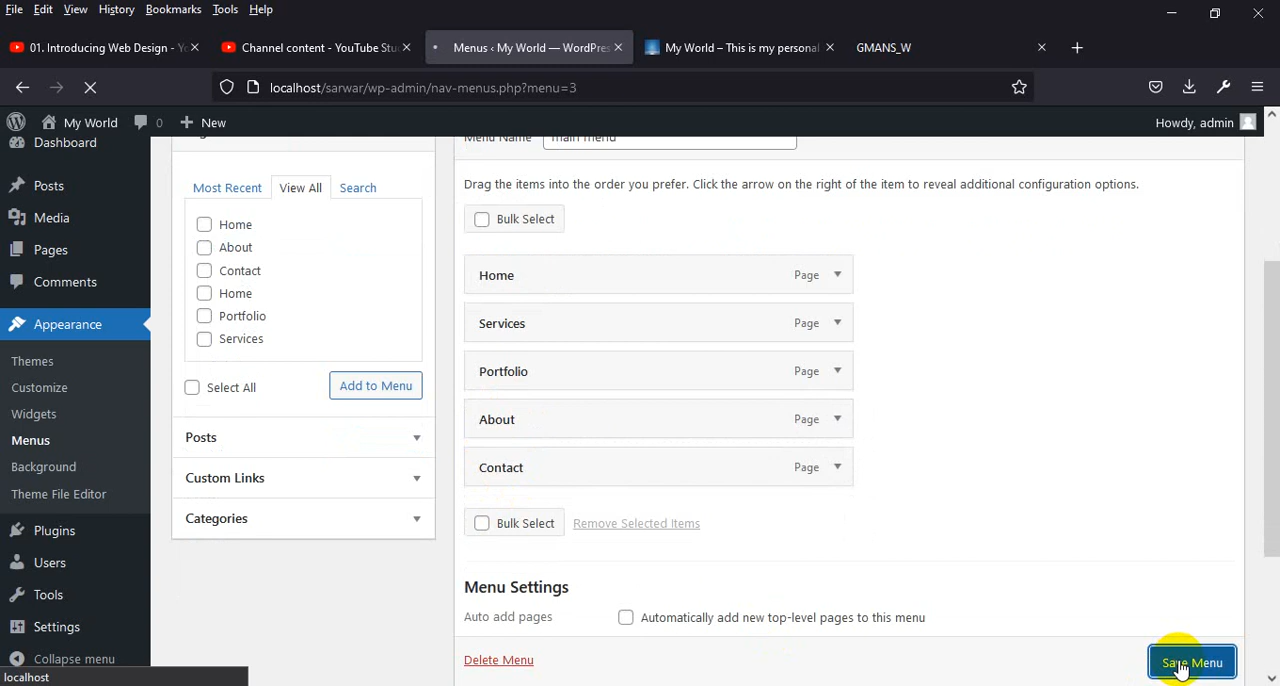 File Edit View History Bookmarks Tools Help
01. Introducing Web Design - Yo
Channel content - YouTube Stu
Menus ‹ My World — WordPres
My World – This is my personal
GMANS_W
localhost/sarwar/wp-admin/nav-menus.php?menu=3
My World 0 New Howdy, admin
Dashboard
Posts
Media
Pages
Comments
Appearance
Themes
Customize
Widgets
Menus
Background
Theme File Editor
Plugins
Users
Tools
Settings
Collapse menu
localhost
Most Recent View All Search
Home
About
Contact
Home
Portfolio
Services
Select All Add to Menu
Posts
Custom Links
Categories
Menu Name main menu
Drag the items into the order you prefer. Click the arrow on the right of the item to reveal additional configuration options.
Bulk Select
Home Page
Services Page
Portfolio Page
About Page
Contact Page
Bulk Select Remove Selected Items
Menu Settings
Auto add pages Automatically add new top-level pages to this menu
Delete Menu Save Menu